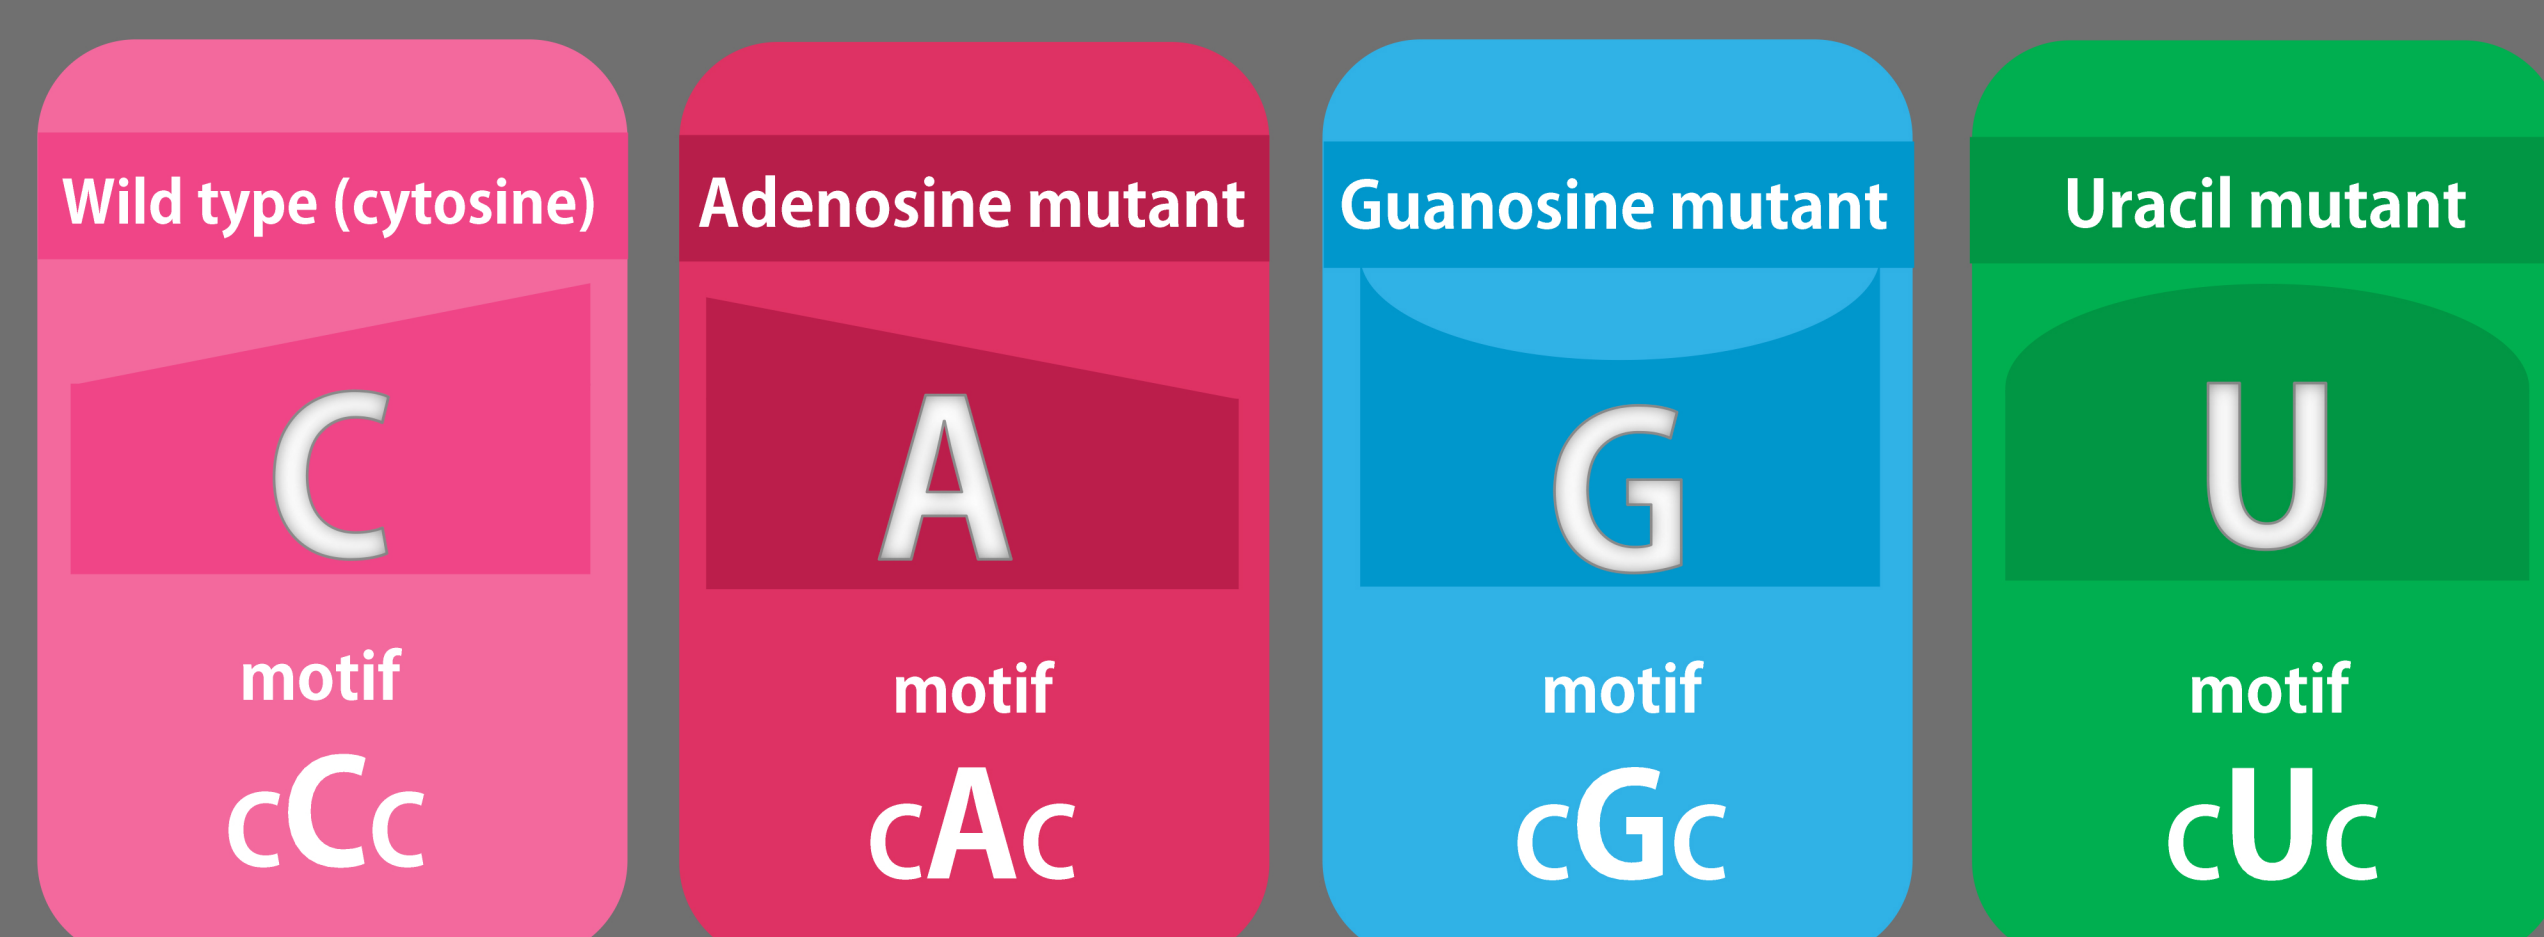 Wild type (cytosine)
C
motif
cCc
Adenosine mutant
A
motif
cAc
Guanosine mutant
G
motif
cGc
Uracil mutant
U
motif
cUc